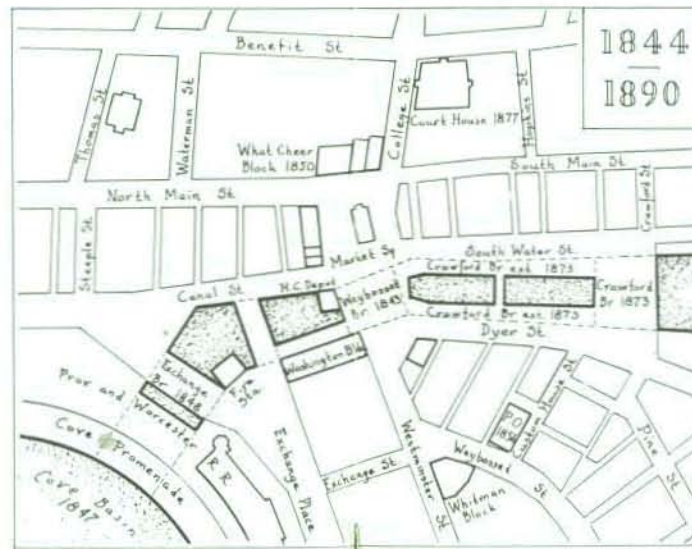 1844
1890
Benefit St
Thomas St
Waterman St
College St
Hopkins St
Court House 1877
What Cheer
Block 1850
South Main St.
North Main St
Crawford St
Steeple St
Market Sq
South Water St.
Crawford Br ext 1873
Crawford
Br 1873
Crawford Br ext 1873
Canal St
H.C. Depot
Weybosset
Br 1843
Dyer St
Washington Bld
Exchange
Br 1848
Fire
Sta
Prov and
Worcester
R R
Cove Promenade
Cove Basin
1847
Exchange Place
Exchange St
Westminster
St
Weybosset
St
P.O.
Custom House St
Pine St
Whitman
Block